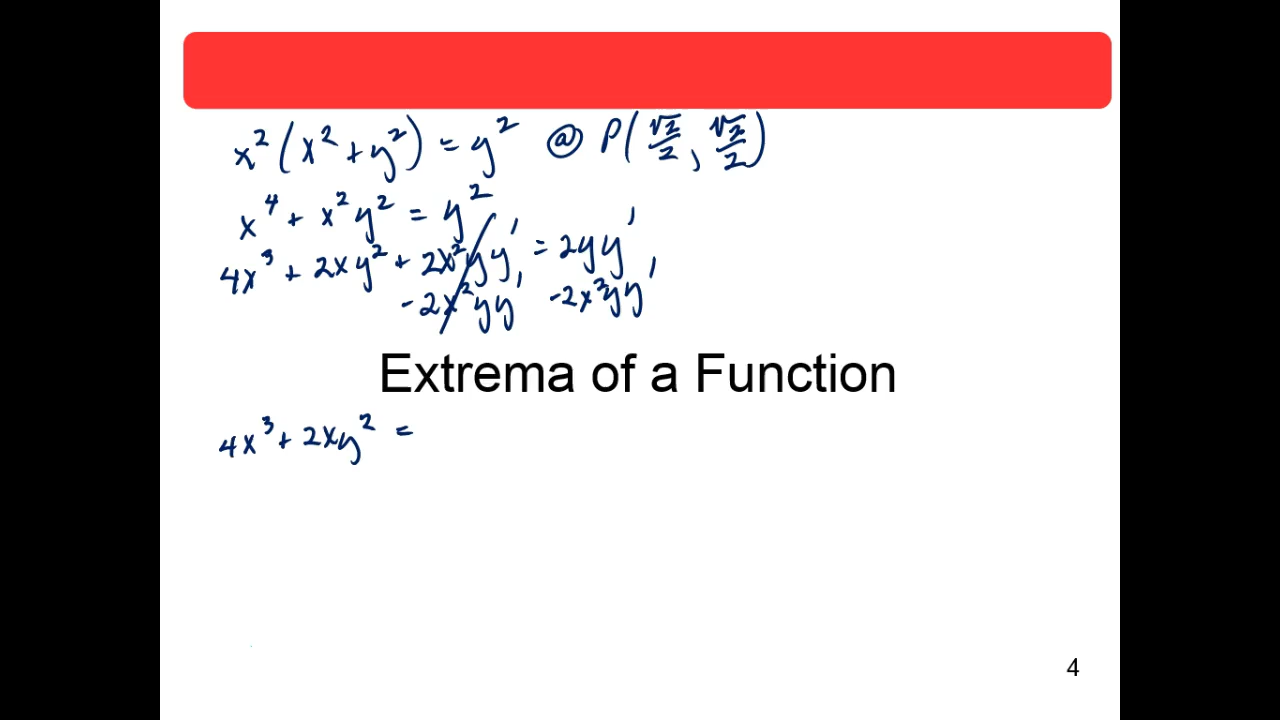 x²(x² + y²) = y² @ P(√2/2, √2/2)
x⁴ + x²y² = y²
4x³ + 2xy² + 2x²yy' = 2yy'
-2x²yy' -2x²yy'
Extrema of a Function
4x³ + 2xy² =
4